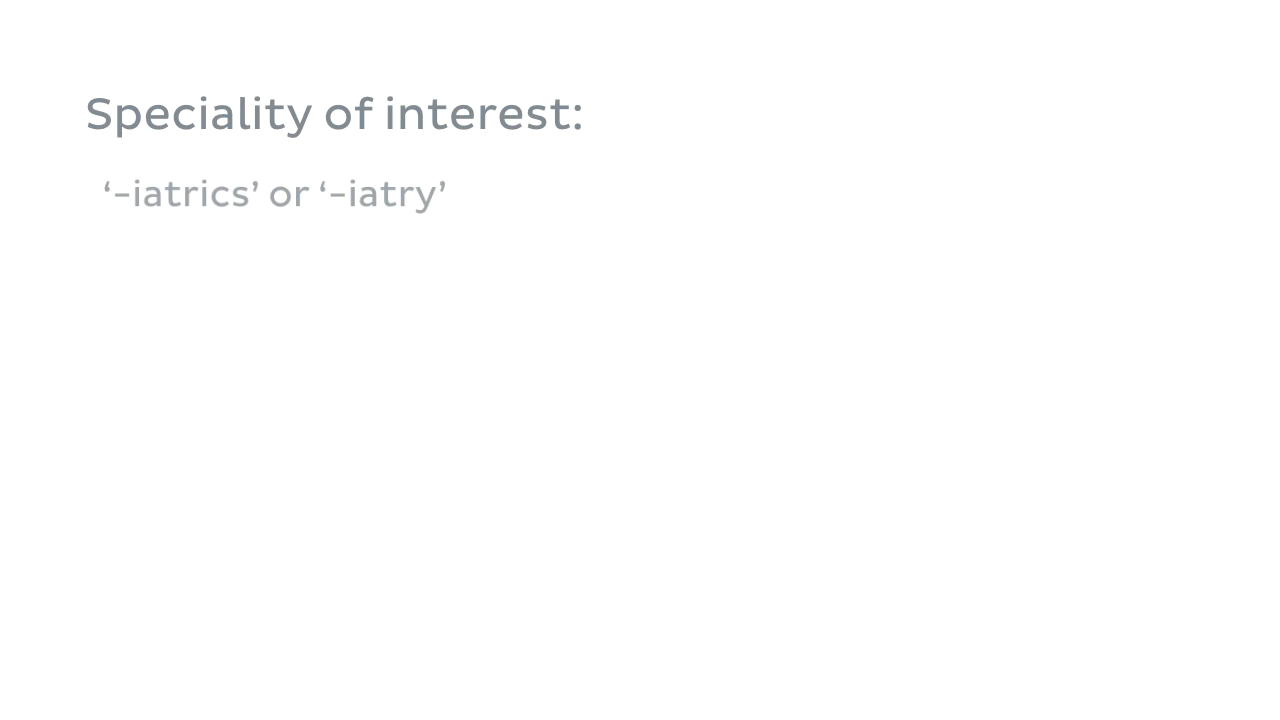 Speciality of interest:
‘-iatrics’ or ‘-iatry’